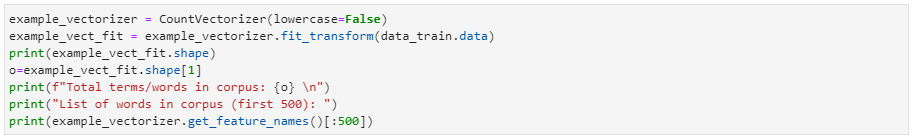 example_vectorizer = CountVectorizer(lowercase=False)
example_vect_fit = example_vectorizer.fit_transform(data_train.data)
print(example_vect_fit.shape)
o=example_vect_fit.shape[1]
print(f"Total terms/words in corpus: {o} \n")
print("List of words in corpus (first 500): ")
print(example_vectorizer.get_feature_names()[:500])